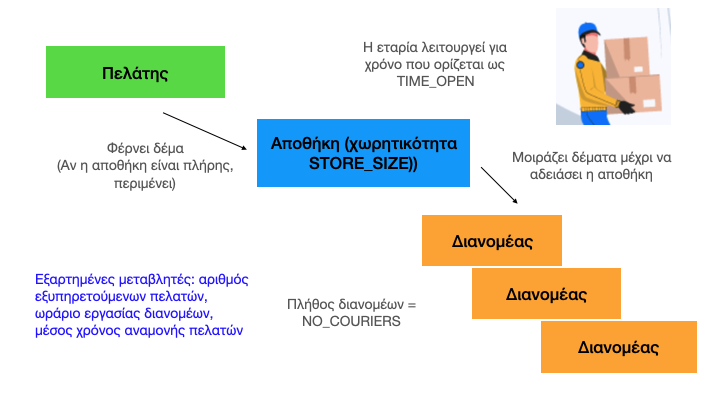 Πελάτης
Η εταρία λειτουργεί για
χρόνο που ορίζεται ως
TIME_OPEN
Φέρνει δέμα
(Αν η αποθήκη είναι πλήρης,
περιμένει)
Αποθήκη (χωρητικότητα
STORE_SIZE))
Μοιράζει δέματα μέχρι να
αδειάσει η αποθήκη
Διανομέας
Διανομέας
Διανομέας
Εξαρτημένες μεταβλητές: αριθμός
εξυπηρετούμενων πελατών,
ωράριο εργασίας διανομέων,
μέσος χρόνος αναμονής πελατών
Πλήθος διανομέων =
NO_COURIERS